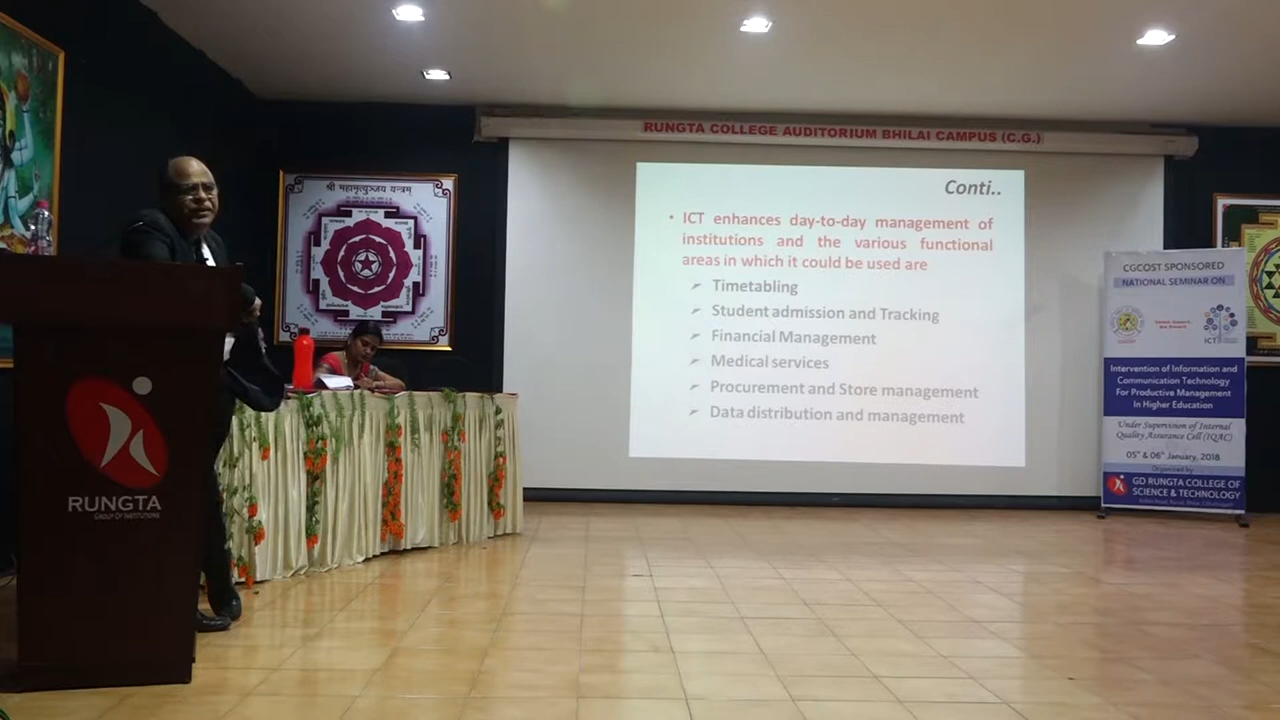 RUNGTA COLLEGE AUDITORIUM BHILAI CAMPUS (C.G.)
श्री महामृत्युञ्जय यन्त्रम्
Conti..
• ICT enhances day-to-day management of
institutions and the various functional
areas in which it could be used are
➢ Timetabling
➢ Student admission and Tracking
➢ Financial Management
➢ Medical services
➢ Procurement and Store management
➢ Data distribution and management
CGCOST SPONSORED
NATIONAL SEMINAR ON
ICT
Intervention of Information and
Communication Technology
For Productive Management
In Higher Education
Under Supervision of Internal
Quality Assurance Cell (IQAC)
05th & 06th January, 2018
Organized by
GD RUNGTA COLLEGE OF
SCIENCE & TECHNOLOGY
RUNGTA
GROUP OF INSTITUTIONS